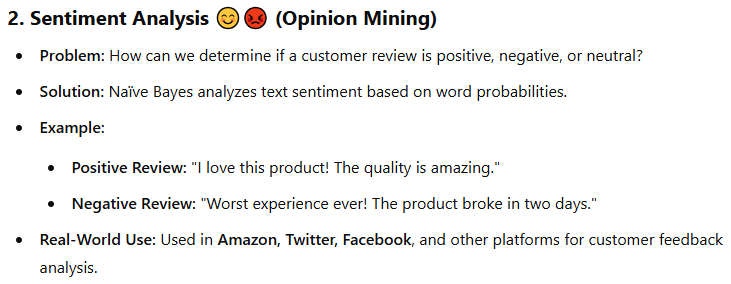 2. Sentiment Analysis 😊😡 (Opinion Mining)
• Problem: How can we determine if a customer review is positive, negative, or neutral?
• Solution: Naïve Bayes analyzes text sentiment based on word probabilities.
• Example:
• Positive Review: "I love this product! The quality is amazing."
• Negative Review: "Worst experience ever! The product broke in two days."
• Real-World Use: Used in Amazon, Twitter, Facebook, and other platforms for customer feedback
analysis.